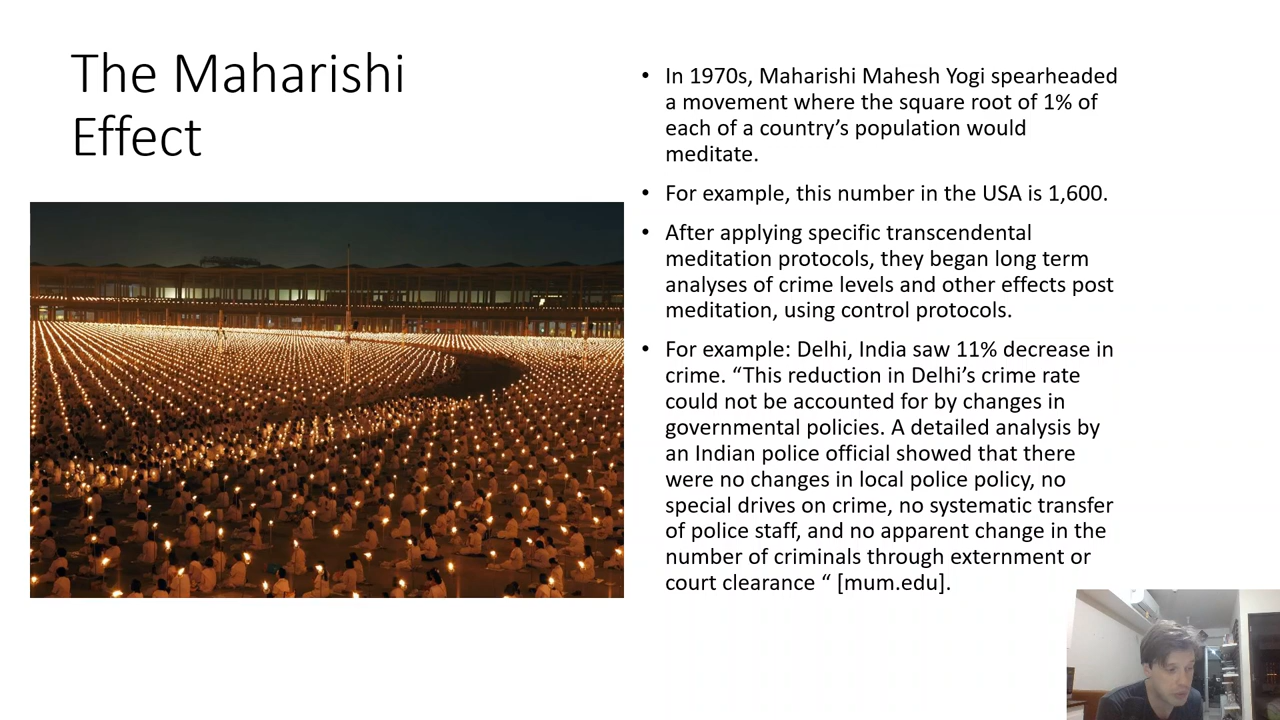 The Maharishi
Effect
• In 1970s, Maharishi Mahesh Yogi spearheaded
a movement where the square root of 1% of
each of a country’s population would
meditate.
• For example, this number in the USA is 1,600.
• After applying specific transcendental
meditation protocols, they began long term
analyses of crime levels and other effects post
meditation, using control protocols.
• For example: Delhi, India saw 11% decrease in
crime. “This reduction in Delhi’s crime rate
could not be accounted for by changes in
governmental policies. A detailed analysis by
an Indian police official showed that there
were no changes in local police policy, no
special drives on crime, no systematic transfer
of police staff, and no apparent change in the
number of criminals through externment or
court clearance “ [mum.edu].